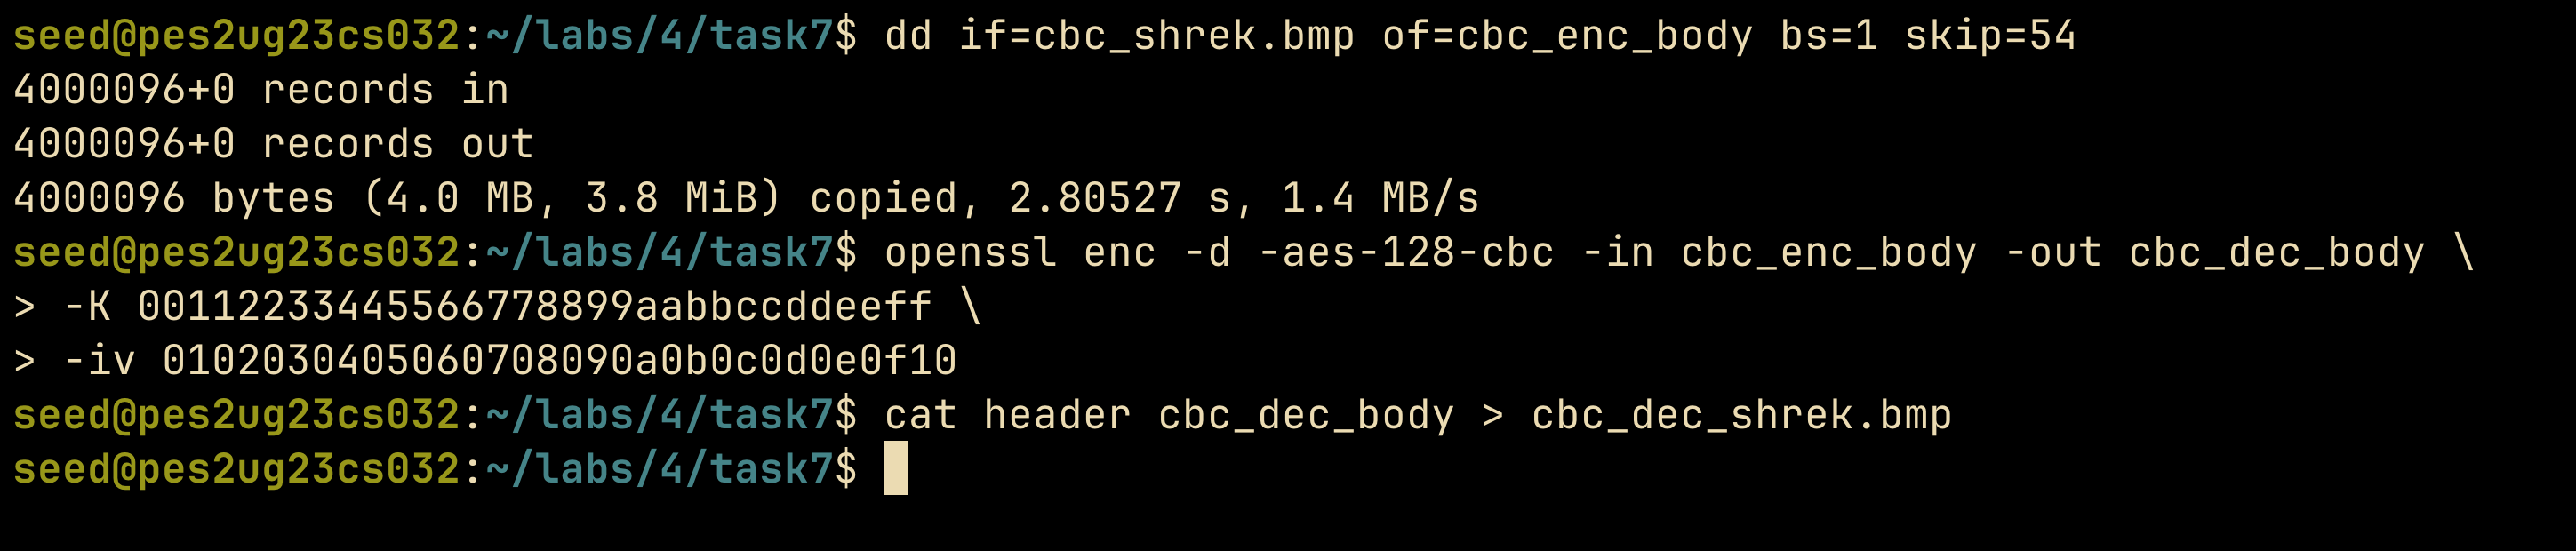 seed@pes2ug23cs032:~/labs/4/task7$ dd if=cbc_shrek.bmp of=cbc_enc_body bs=1 skip=54
4000096+0 records in
4000096+0 records out
4000096 bytes (4.0 MB, 3.8 MiB) copied, 2.80527 s, 1.4 MB/s
seed@pes2ug23cs032:~/labs/4/task7$ openssl enc -d -aes-128-cbc -in cbc_enc_body -out cbc_dec_body \
> -K 00112233445566778899aabbccddeeff \
> -iv 0102030405060708090a0b0c0d0e0f10
seed@pes2ug23cs032:~/labs/4/task7$ cat header cbc_dec_body > cbc_dec_shrek.bmp
seed@pes2ug23cs032:~/labs/4/task7$